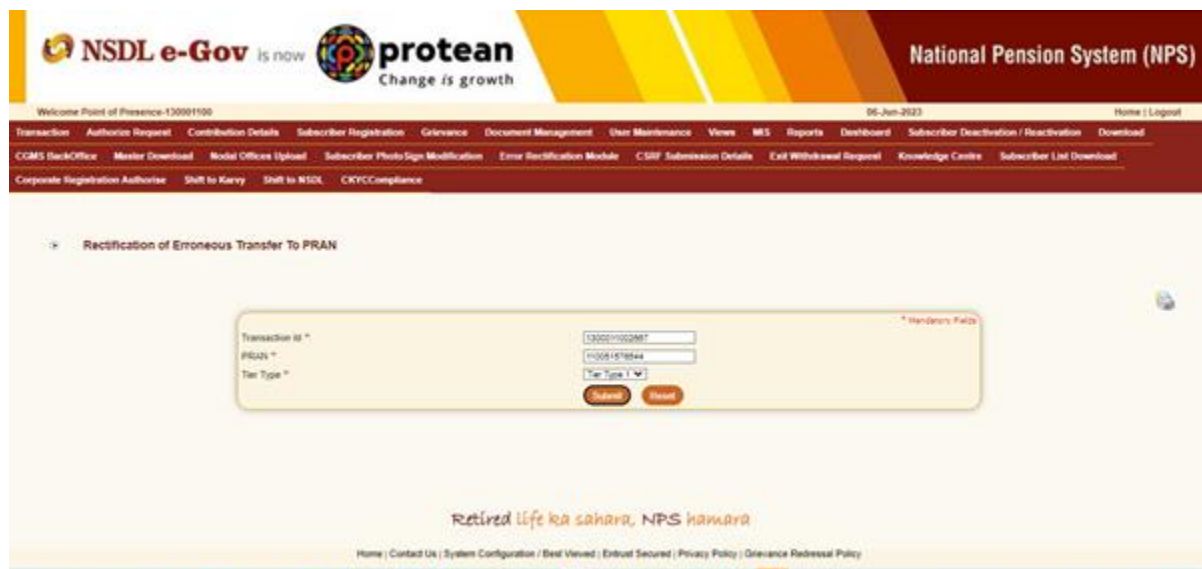 NSDL e-Gov is now protean
Change is growth
National Pension System (NPS)
Welcome Point of Presence-130001100
06-Jun-2023
Home | Logout
Transaction Authorize Request Contribution Details Subscriber Registration Grievance Document Management User Maintenance Views MIS Reports Dashboard Subscriber Deactivation / Reactivation Download
CGMS BackOffice Master Download Nodal Offices Upload Subscriber Photo Sign Modification Error Rectification Module CSRF Submission Details Exit Withdrawal Request Knowledge Centre Subscriber List Download
Corporate Registration Authorise Shift to Karvy Shift to NSDL CKYCCompliance
Rectification of Erroneous Transfer To PRAN
* Mandatory Fields
Transaction Id *
PRAN *
Tier Type * Tier Type 1
Submit Reset
Retired life ka sahara, NPS hamara
Home | Contact Us | System Configuration / Best Viewed | Entrust Secured | Privacy Policy | Grievance Redressal Policy